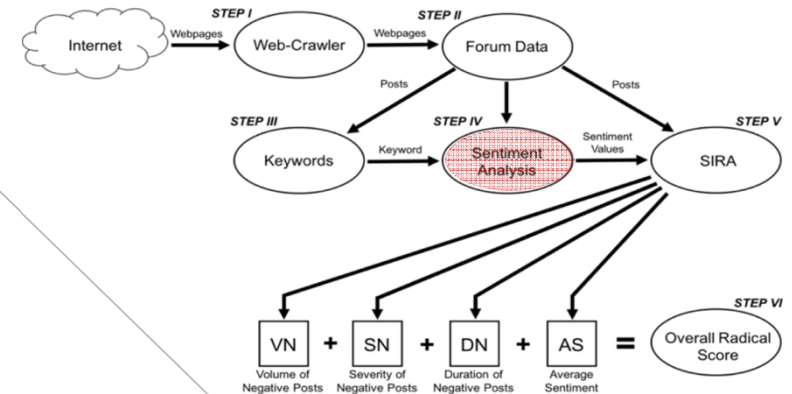 STEP I
STEP II
Internet
Webpages
Web-Crawler
Webpages
Forum Data
Posts
Posts
STEP III
STEP IV
STEP V
Keywords
Keyword
Sentiment
Analysis
Sentiment
Values
SIRA
STEP VI
VN + SN + DN + AS =
Overall Radical
Score
Volume of
Negative Posts
Severity of
Negative Posts
Duration of
Negative Posts
Average
Sentiment